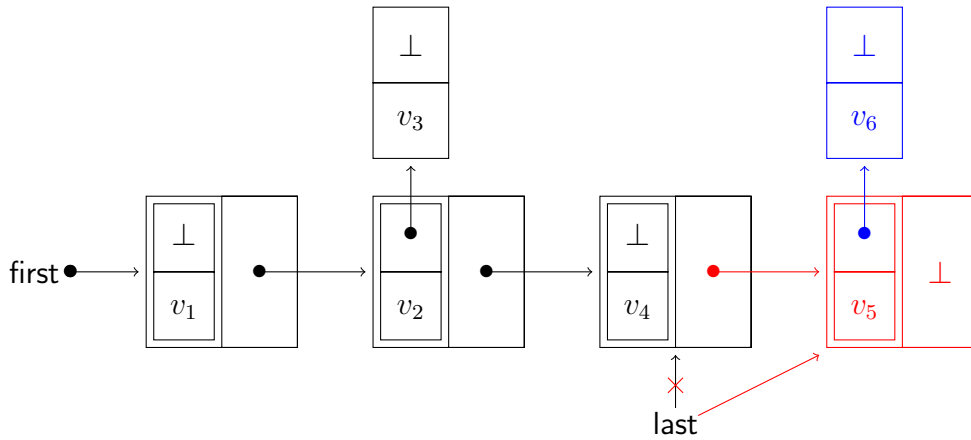 ⊥ ⊥
v₃ v₆
⊥ ⊥
first ⊥
v₁ v₂ v₄ v₅
last